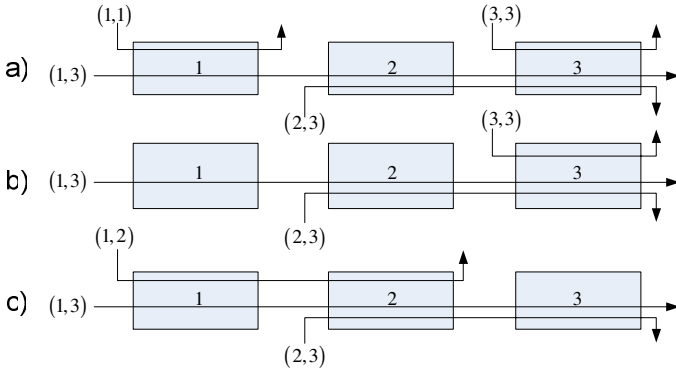 (1,1) (3,3)
a) (1,3) 1 2 3
(2,3)
(3,3)
b) (1,3) 1 2 3
(2,3)
(1,2)
c) (1,3) 1 2 3
(2,3)